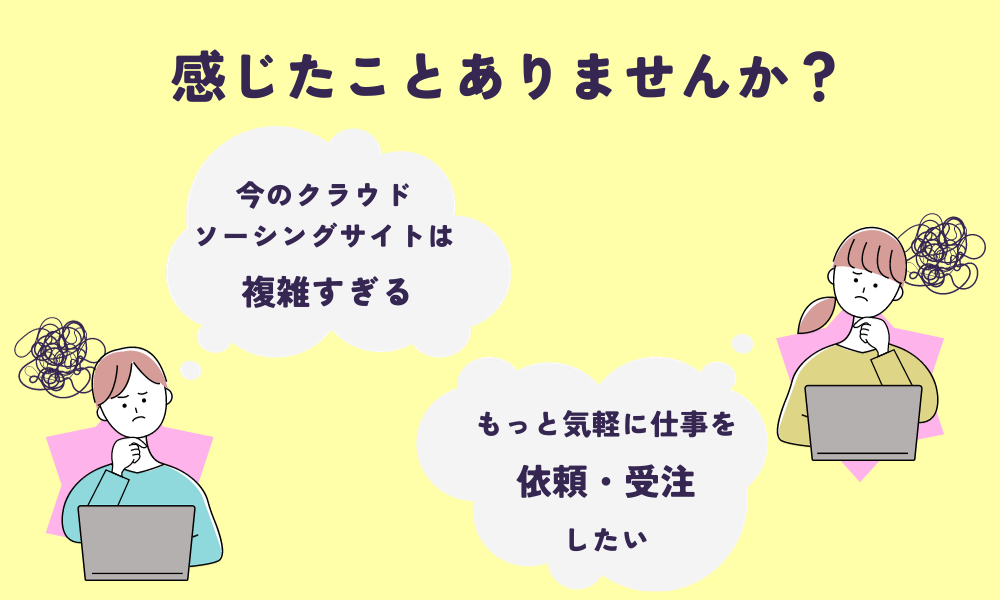 感じたことありませんか？
今のクラウド
ソーシングサイトは
複雑すぎる
もっと気軽に仕事を
依頼・受注
したい